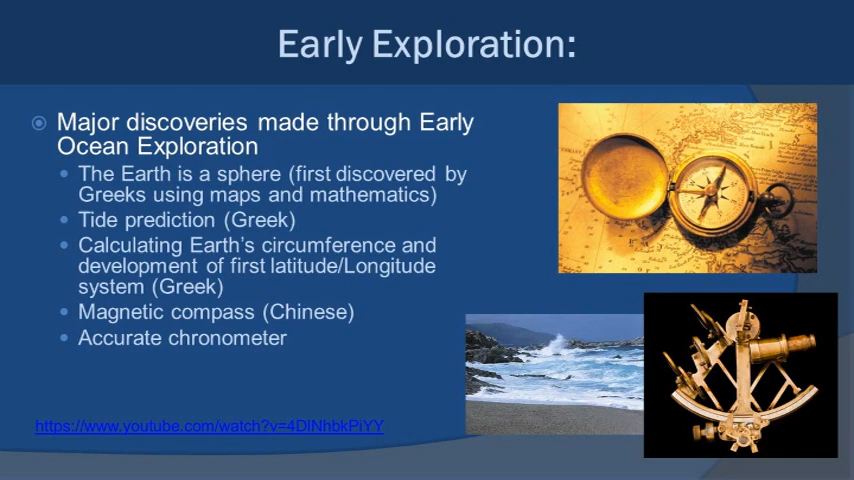 Early Exploration:
Major discoveries made through Early
Ocean Exploration
The Earth is a sphere (first discovered by
Greeks using maps and mathematics)
Tide prediction (Greek)
Calculating Earth's circumference and
development of first latitude/Longitude
system (Greek)
Magnetic compass (Chinese)
Accurate chronometer
https://www.youtube.com/watch?v=4DlNhbkPiYY